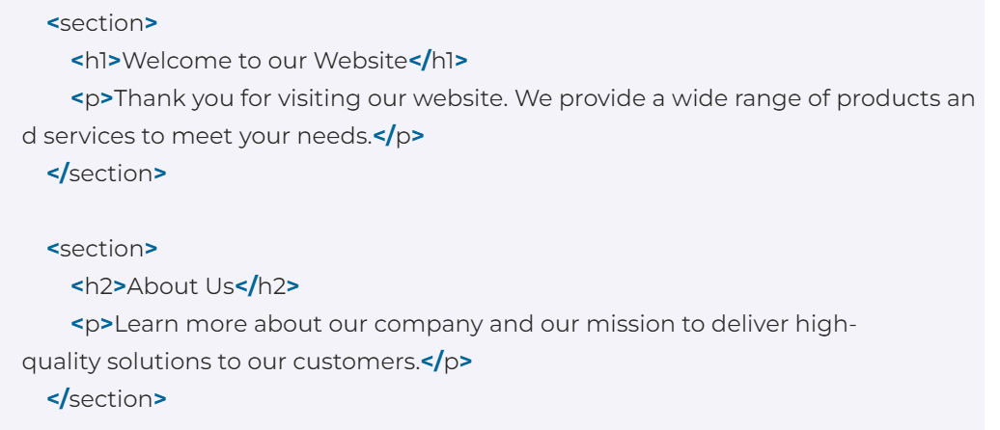 <section>
<h1>Welcome to our Website</h1>
<p>Thank you for visiting our website. We provide a wide range of products an
d services to meet your needs.</p>
</section>
<section>
<h2>About Us</h2>
<p>Learn more about our company and our mission to deliver high-
quality solutions to our customers.</p>
</section>